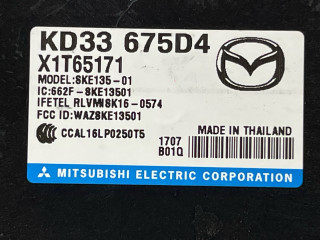 KD33 675D4
X1T65171
MODEL:SKE135-01
IC:662F-SKE13501
IFETEL RLVMISK16-0574
FCC ID:WAZSKE13501
CCAL16LP0250T5
1707
B01Q
MADE IN THAILAND
MITSUBISHI ELECTRIC CORPORATION